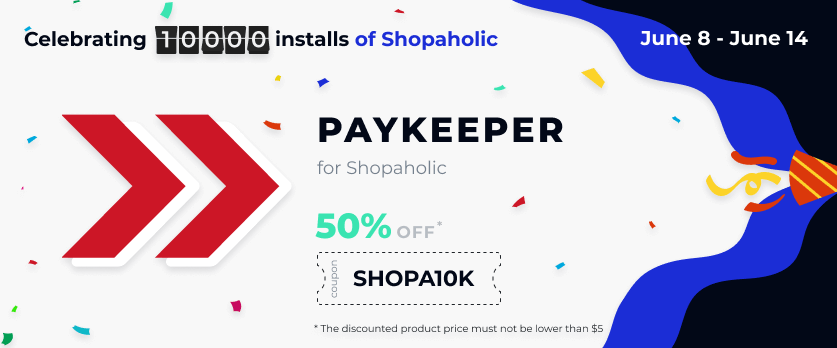 Celebrating 10000 installs of Shopaholic
June 8 - June 14
PAYKEEPER
for Shopaholic
50% OFF*
coupon
SHOPA10K
* The discounted product price must not be lower than $5